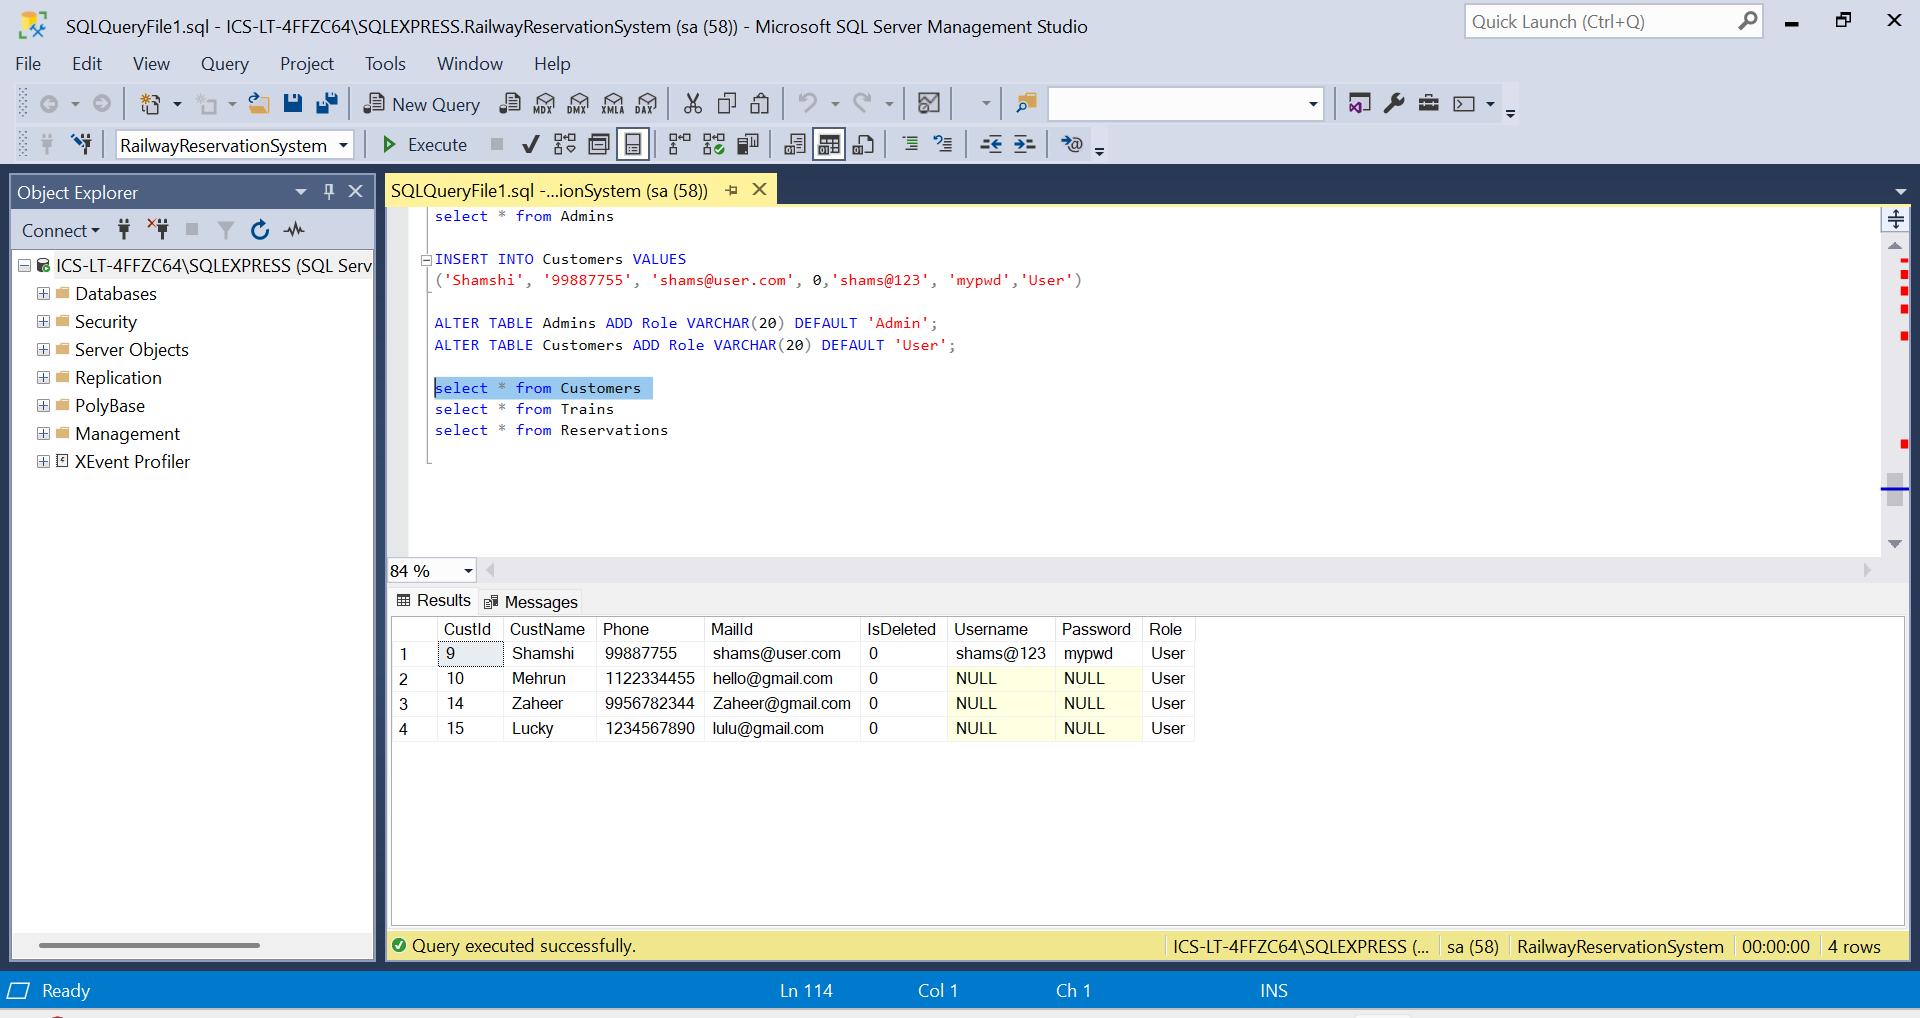 SQLQueryFile1.sql - ICS-LT-4FFZC64\SQLEXPRESS.RailwayReservationSystem (sa (58)) - Microsoft SQL Server Management Studio
Quick Launch (Ctrl+Q)
File Edit View Query Project Tools Window Help
New Query MDX DMX XMLA DAX
RailwayReservationSystem Execute
Object Explorer
Connect
ICS-LT-4FFZC64\SQLEXPRESS (SQL Serv
Databases
Security
Server Objects
Replication
PolyBase
Management
XEvent Profiler
SQLQueryFile1.sql -...ionSystem (sa (58))
select * from Admins
INSERT INTO Customers VALUES
('Shamshi', '99887755', 'shams@user.com', 0,'shams@123', 'mypwd','User')
ALTER TABLE Admins ADD Role VARCHAR(20) DEFAULT 'Admin';
ALTER TABLE Customers ADD Role VARCHAR(20) DEFAULT 'User';
select * from Customers
select * from Trains
select * from Reservations
84 %
Results Messages
CustId CustName Phone MailId IsDeleted Username Password Role
1 9 Shamshi 99887755 shams@user.com 0 shams@123 mypwd User
2 10 Mehrun 1122334455 hello@gmail.com 0 NULL NULL User
3 14 Zaheer 9956782344 Zaheer@gmail.com 0 NULL NULL User
4 15 Lucky 1234567890 lulu@gmail.com 0 NULL NULL User
Query executed successfully. ICS-LT-4FFZC64\SQLEXPRESS (... sa (58) RailwayReservationSystem 00:00:00 4 rows
Ready Ln 114 Col 1 Ch 1 INS